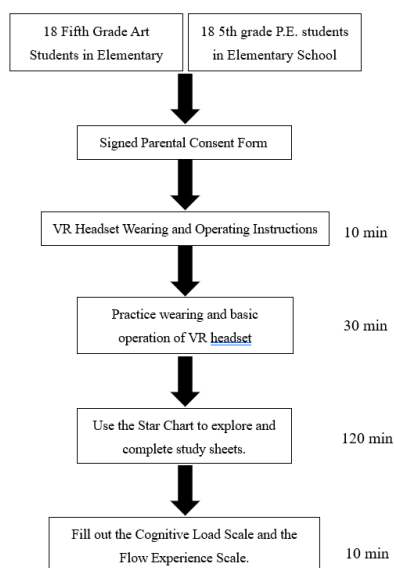 18 Fifth Grade Art
Students in Elementary
18 5th grade P.E. students
in Elementary School
Signed Parental Consent Form
VR Headset Wearing and Operating Instructions
10 min
Practice wearing and basic
operation of VR headset
30 min
Use the Star Chart to explore and
complete study sheets.
120 min
Fill out the Cognitive Load Scale and the
Flow Experience Scale.
10 min